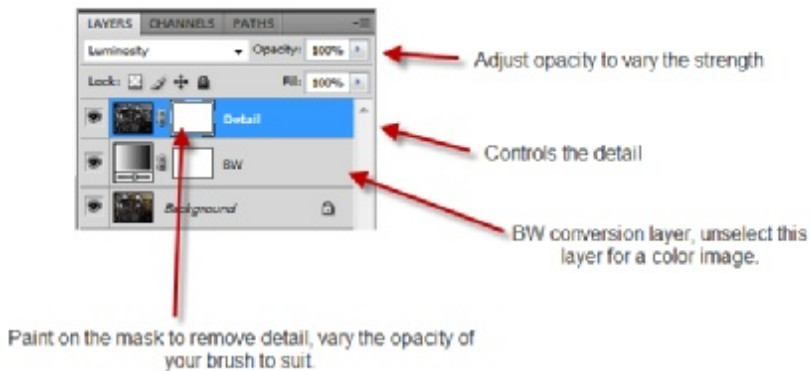 LAYERS CHANNELS PATHS
Luminosity Opacity: 100%
Lock: Fill: 100%
Detail
BW
Background
Adjust opacity to vary the strength
Controls the detail
BW conversion layer, unselect this
layer for a color image.
Paint on the mask to remove detail, vary the opacity of
your brush to suit.